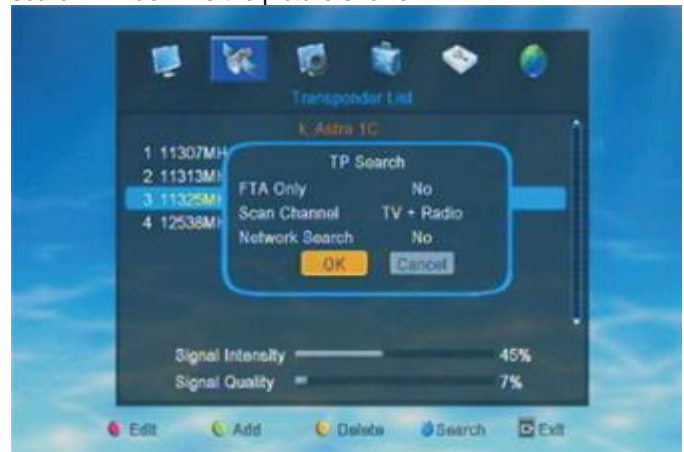 Transponder List
k_Astra 1C
1 11307MH
2 11313MH
3 11325MH
4 12538MH
TP Search
FTA Only No
Scan Channel TV + Radio
Network Search No
OK Cancel
Signal Intensity 45%
Signal Quality 7%
Edit Add Delete Search Exit